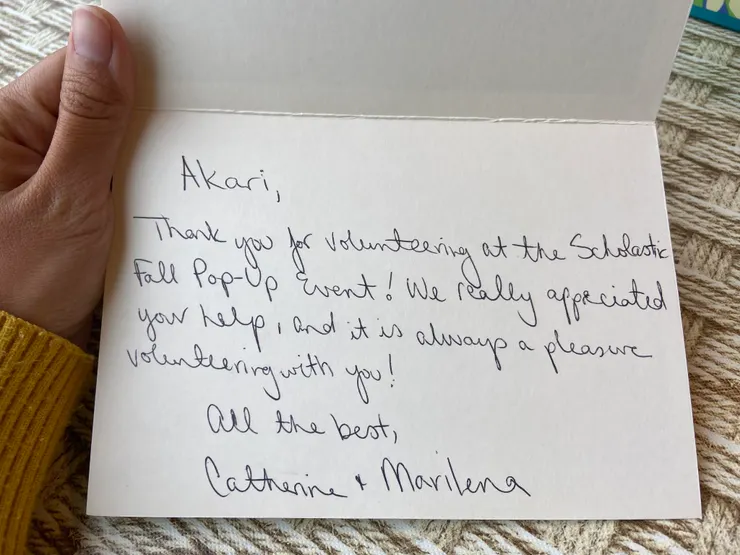 Akari,
Thank you for volunteering at the Scholastic
Fall Pop-Up Event! We really appreciated
your help, and it is always a pleasure
volunteering with you!
All the best,
Catherine + Marilena